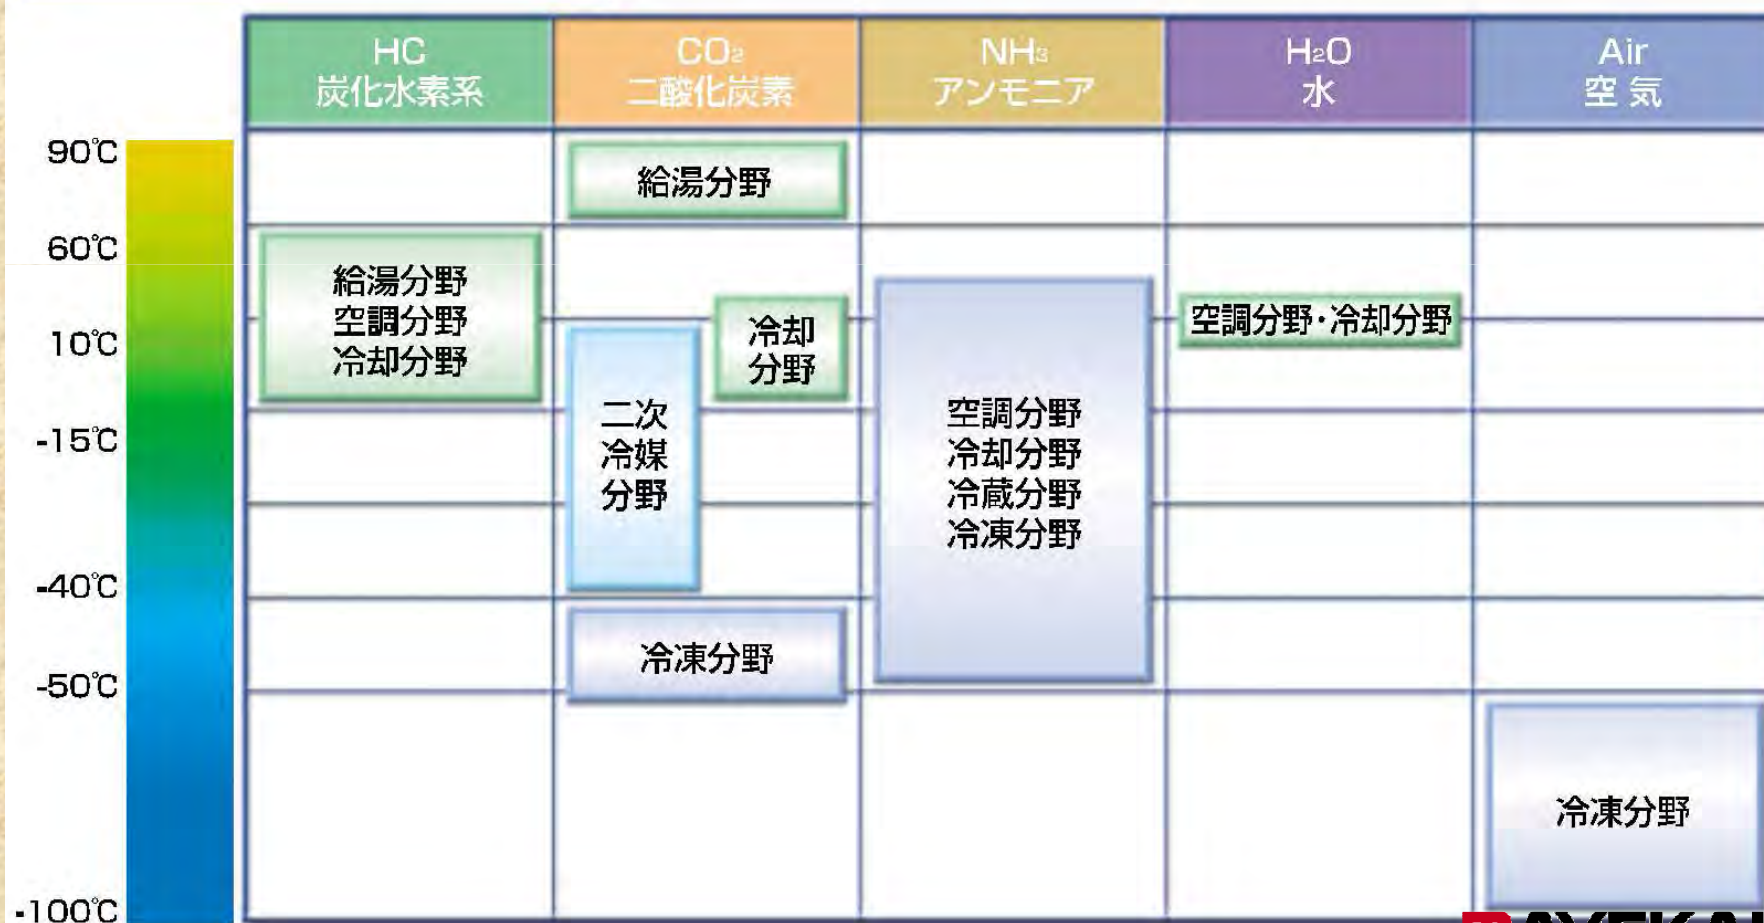 HC
炭化水素系
CO₂
二酸化炭素
NH₃
アンモニア
H₂O
水
Air
空気
90℃
60℃
10℃
-15℃
-40℃
-50℃
-100℃
給湯分野
空調分野
冷却分野
給湯分野
冷却
分野
二次
冷媒
分野
冷凍分野
空調分野
冷却分野
冷蔵分野
冷凍分野
空調分野・冷却分野
冷凍分野